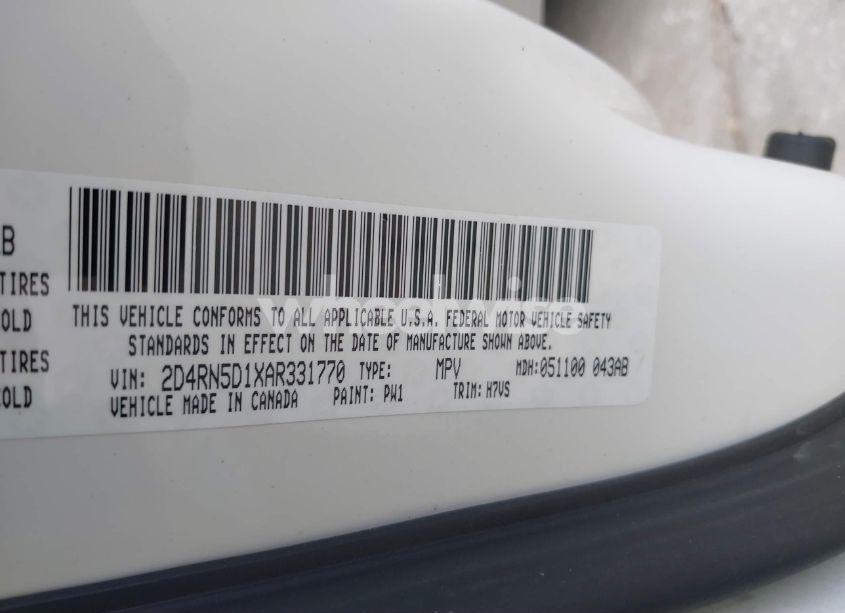 B
TIRES
OLD
TIRES
COLD
THIS VEHICLE CONFORMS TO ALL APPLICABLE U.S.A. FEDERAL MOTOR VEHICLE SAFETY
STANDARDS IN EFFECT ON THE DATE OF MANUFACTURE SHOWN ABOVE.
VIN: 2D4RN5D1XAR331770 TYPE: MPV MDH:051100 043AB
VEHICLE MADE IN CANADA PAINT: PW1 TRIM: H7VS
wheelwise